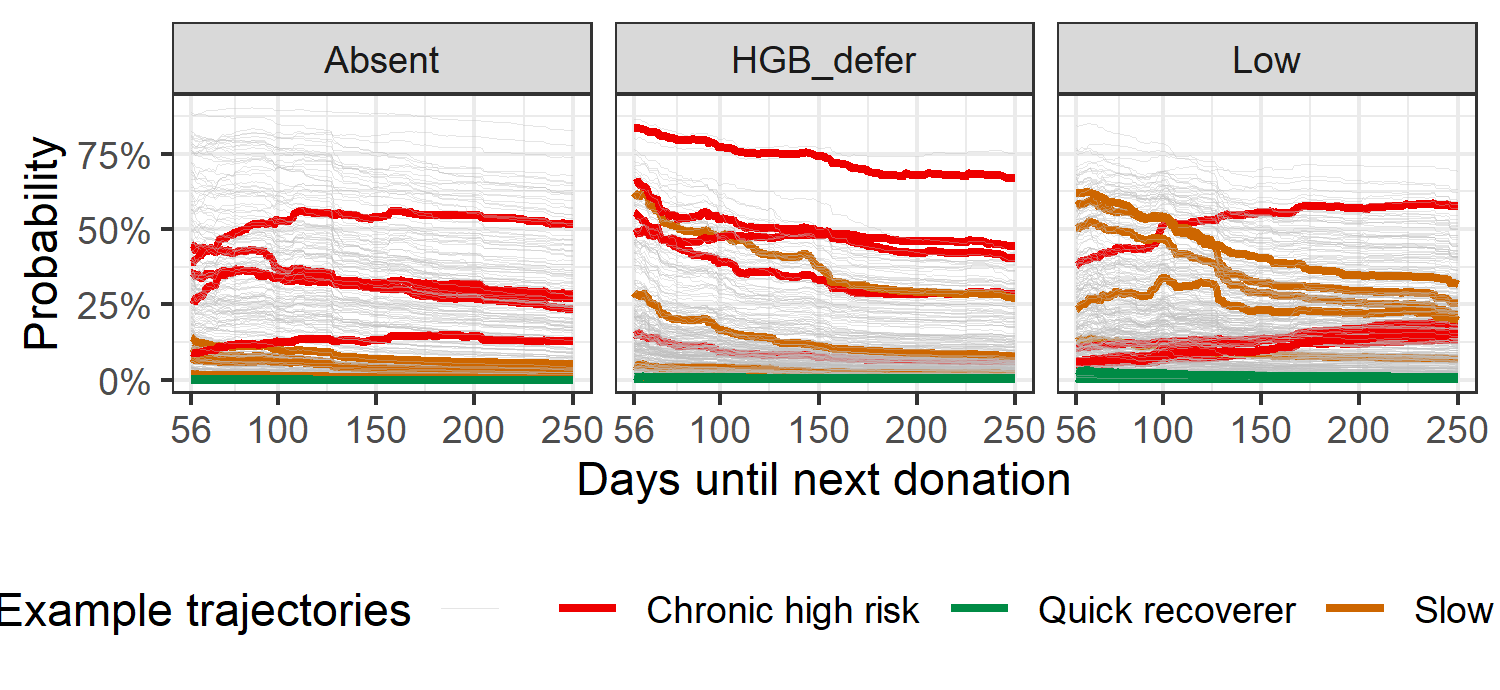 Absent HGB_defer Low
Probability
75%
50%
25%
0%
56 100 150 200 250 56 100 150 200 250 56 100 150 200 250
Days until next donation
Example trajectories Chronic high risk Quick recoverer Slow